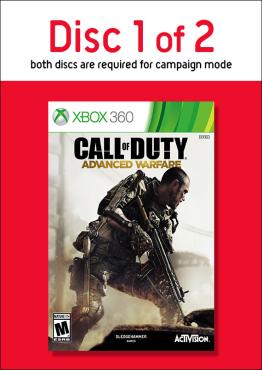 Disc 1 of 2
both discs are required for campaign mode
XBOX 360
CALL OF DUTY
ADVANCED WARFARE
M
ESRB
SLEDGEHAMMER
GAMES
ACTIVISION